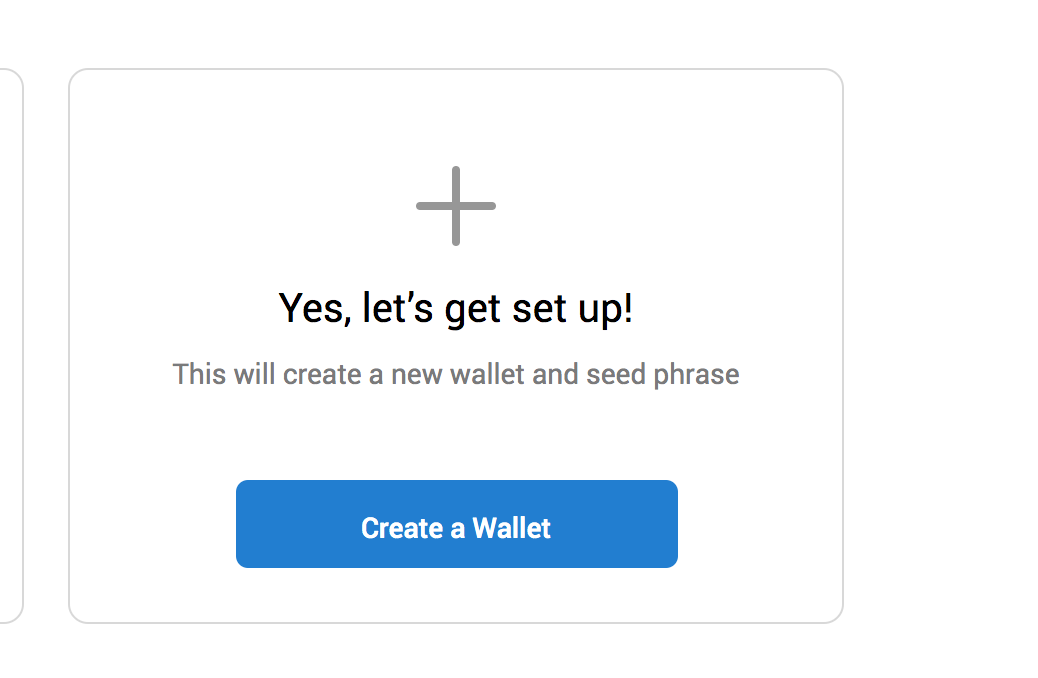 Yes, let’s get set up!
This will create a new wallet and seed phrase
Create a Wallet